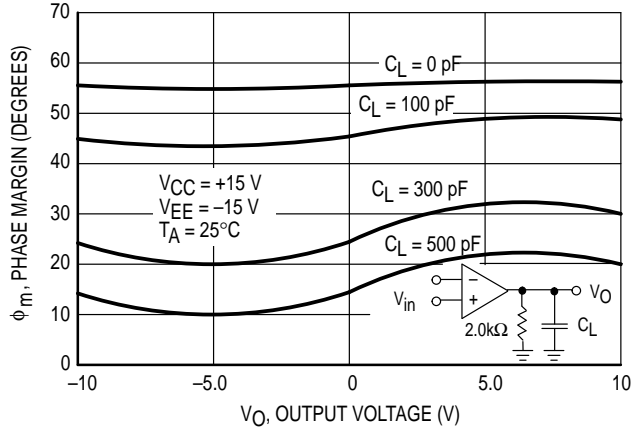 70
60
50
40
30
20
10
0
ϕm, PHASE MARGIN (DEGREES)
CL = 0 pF
CL = 100 pF
VCC = +15 V
VEE = –15 V
TA = 25°C
CL = 300 pF
CL = 500 pF
–
+
Vin
VO
2.0kΩ
CL
–10
–5.0
0
5.0
10
VO, OUTPUT VOLTAGE (V)